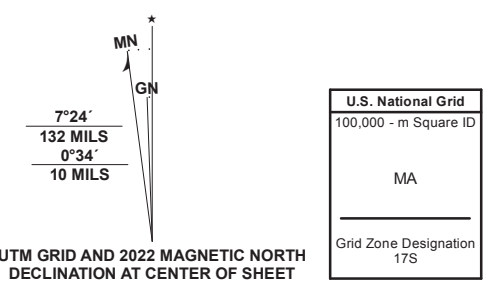 ★
MN
GN
7°24´
132 MILS
0°34´
10 MILS
UTM GRID AND 2022 MAGNETIC NORTH
DECLINATION AT CENTER OF SHEET
U.S. National Grid
100,000 - m Square ID
MA
Grid Zone Designation
17S